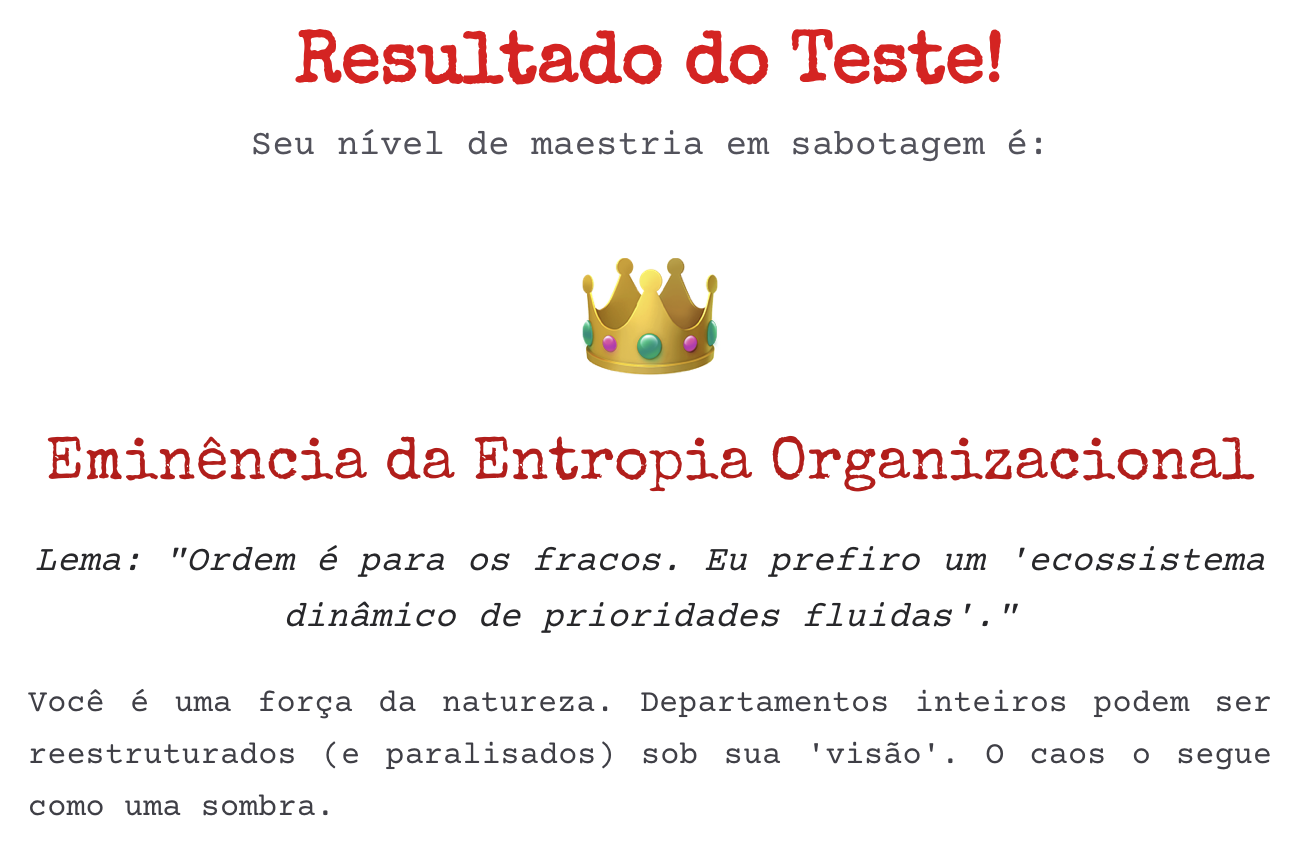 Resultado do Teste!
Seu nível de maestria em sabotagem é:
Eminência da Entropia Organizacional
Lema: "Ordem é para os fracos. Eu prefiro um 'ecossistema
dinâmico de prioridades fluidas'."
Você é uma força da natureza. Departamentos inteiros podem ser
reestruturados (e paralisados) sob sua 'visão'. O caos o segue
como uma sombra.